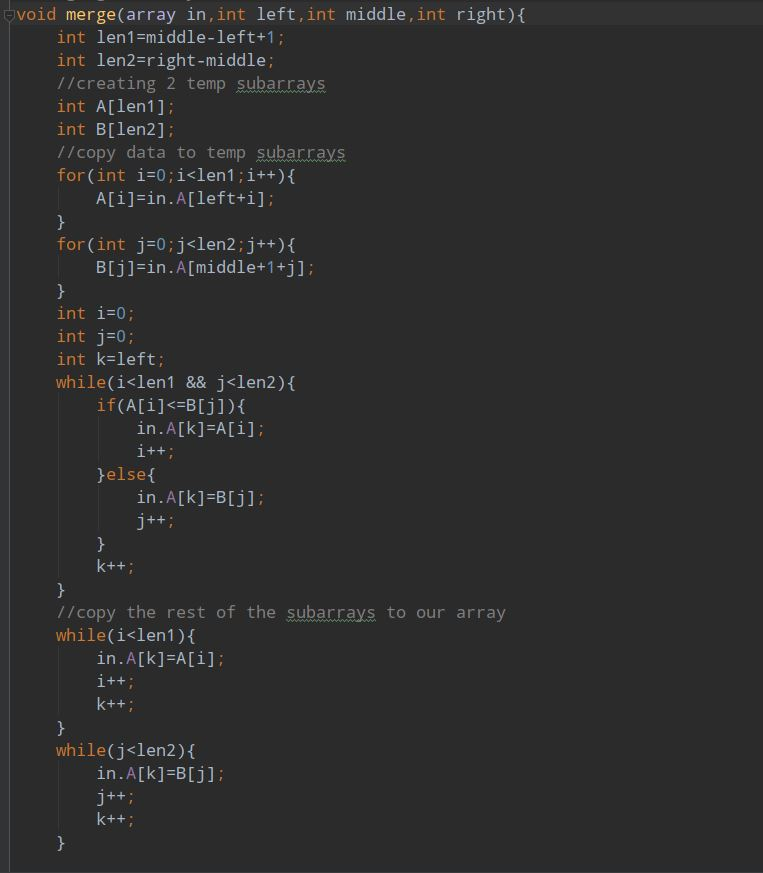 void merge(array in,int left,int middle,int right){
    int len1=middle-left+1;
    int len2=right-middle;
    //creating 2 temp subarrays
    int A[len1];
    int B[len2];
    //copy data to temp subarrays
    for(int i=0;i<len1;i++){
        A[i]=in.A[left+i];
    }
    for(int j=0;j<len2;j++){
        B[j]=in.A[middle+1+j];
    }
    int i=0;
    int j=0;
    int k=left;
    while(i<len1 && j<len2){
        if(A[i]<=B[j]){
            in.A[k]=A[i];
            i++;
        }else{
            in.A[k]=B[j];
            j++;
        }
        k++;
    }
    //copy the rest of the subarrays to our array
    while(i<len1){
        in.A[k]=A[i];
        i++;
        k++;
    }
    while(j<len2){
        in.A[k]=B[j];
        j++;
        k++;
    }